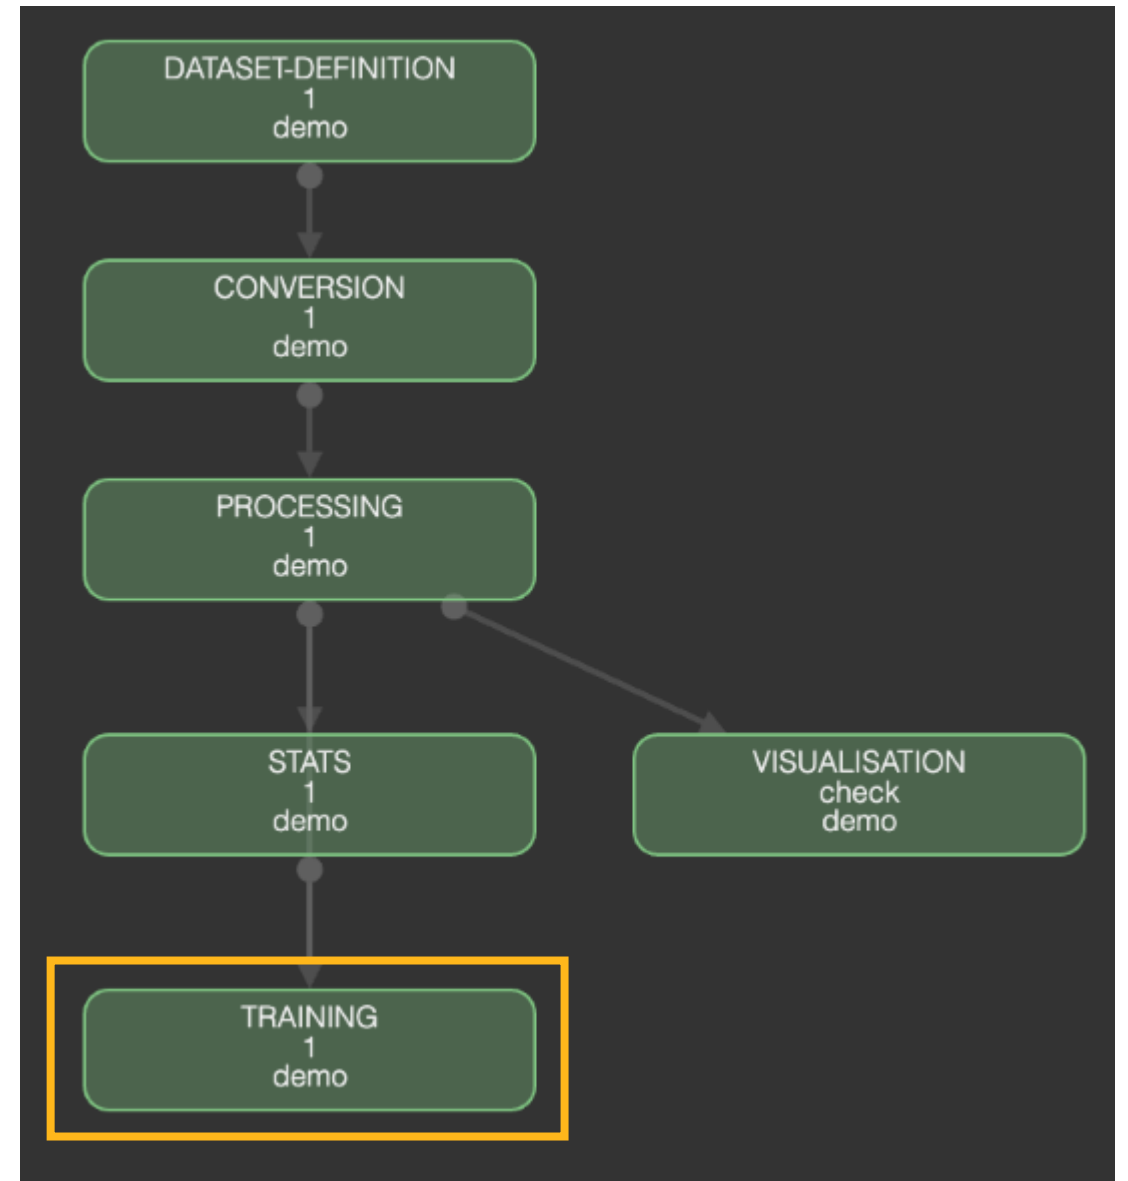 DATASET-DEFINITION
1
demo
CONVERSION
1
demo
PROCESSING
1
demo
STATS
1
demo
VISUALISATION
check
demo
TRAINING
1
demo